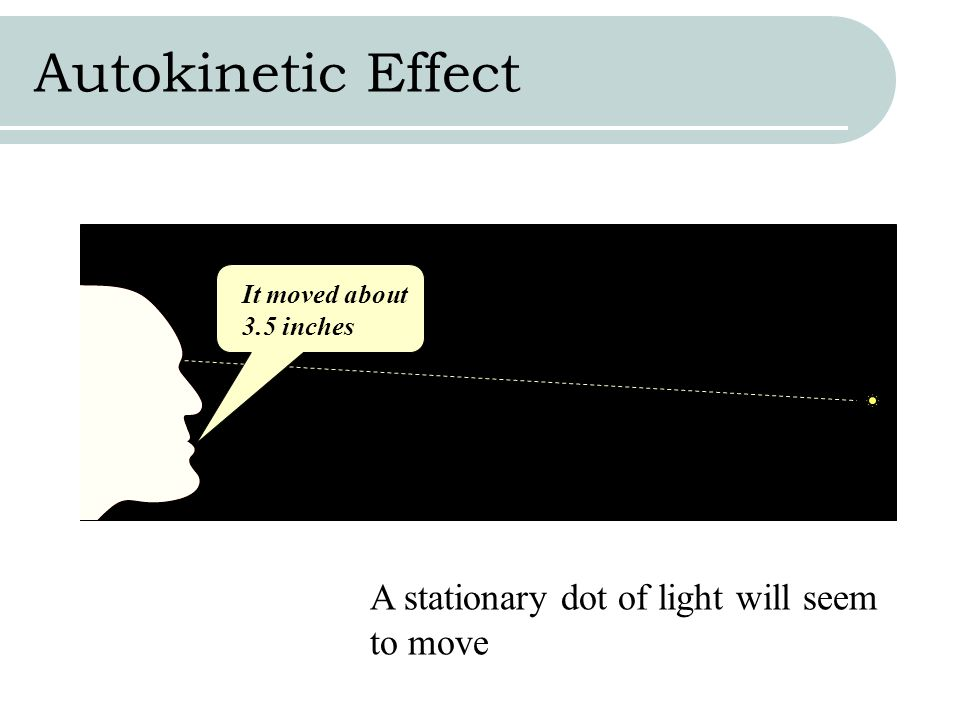 Autokinetic Effect
It moved about
3.5 inches
A stationary dot of light will seem
to move